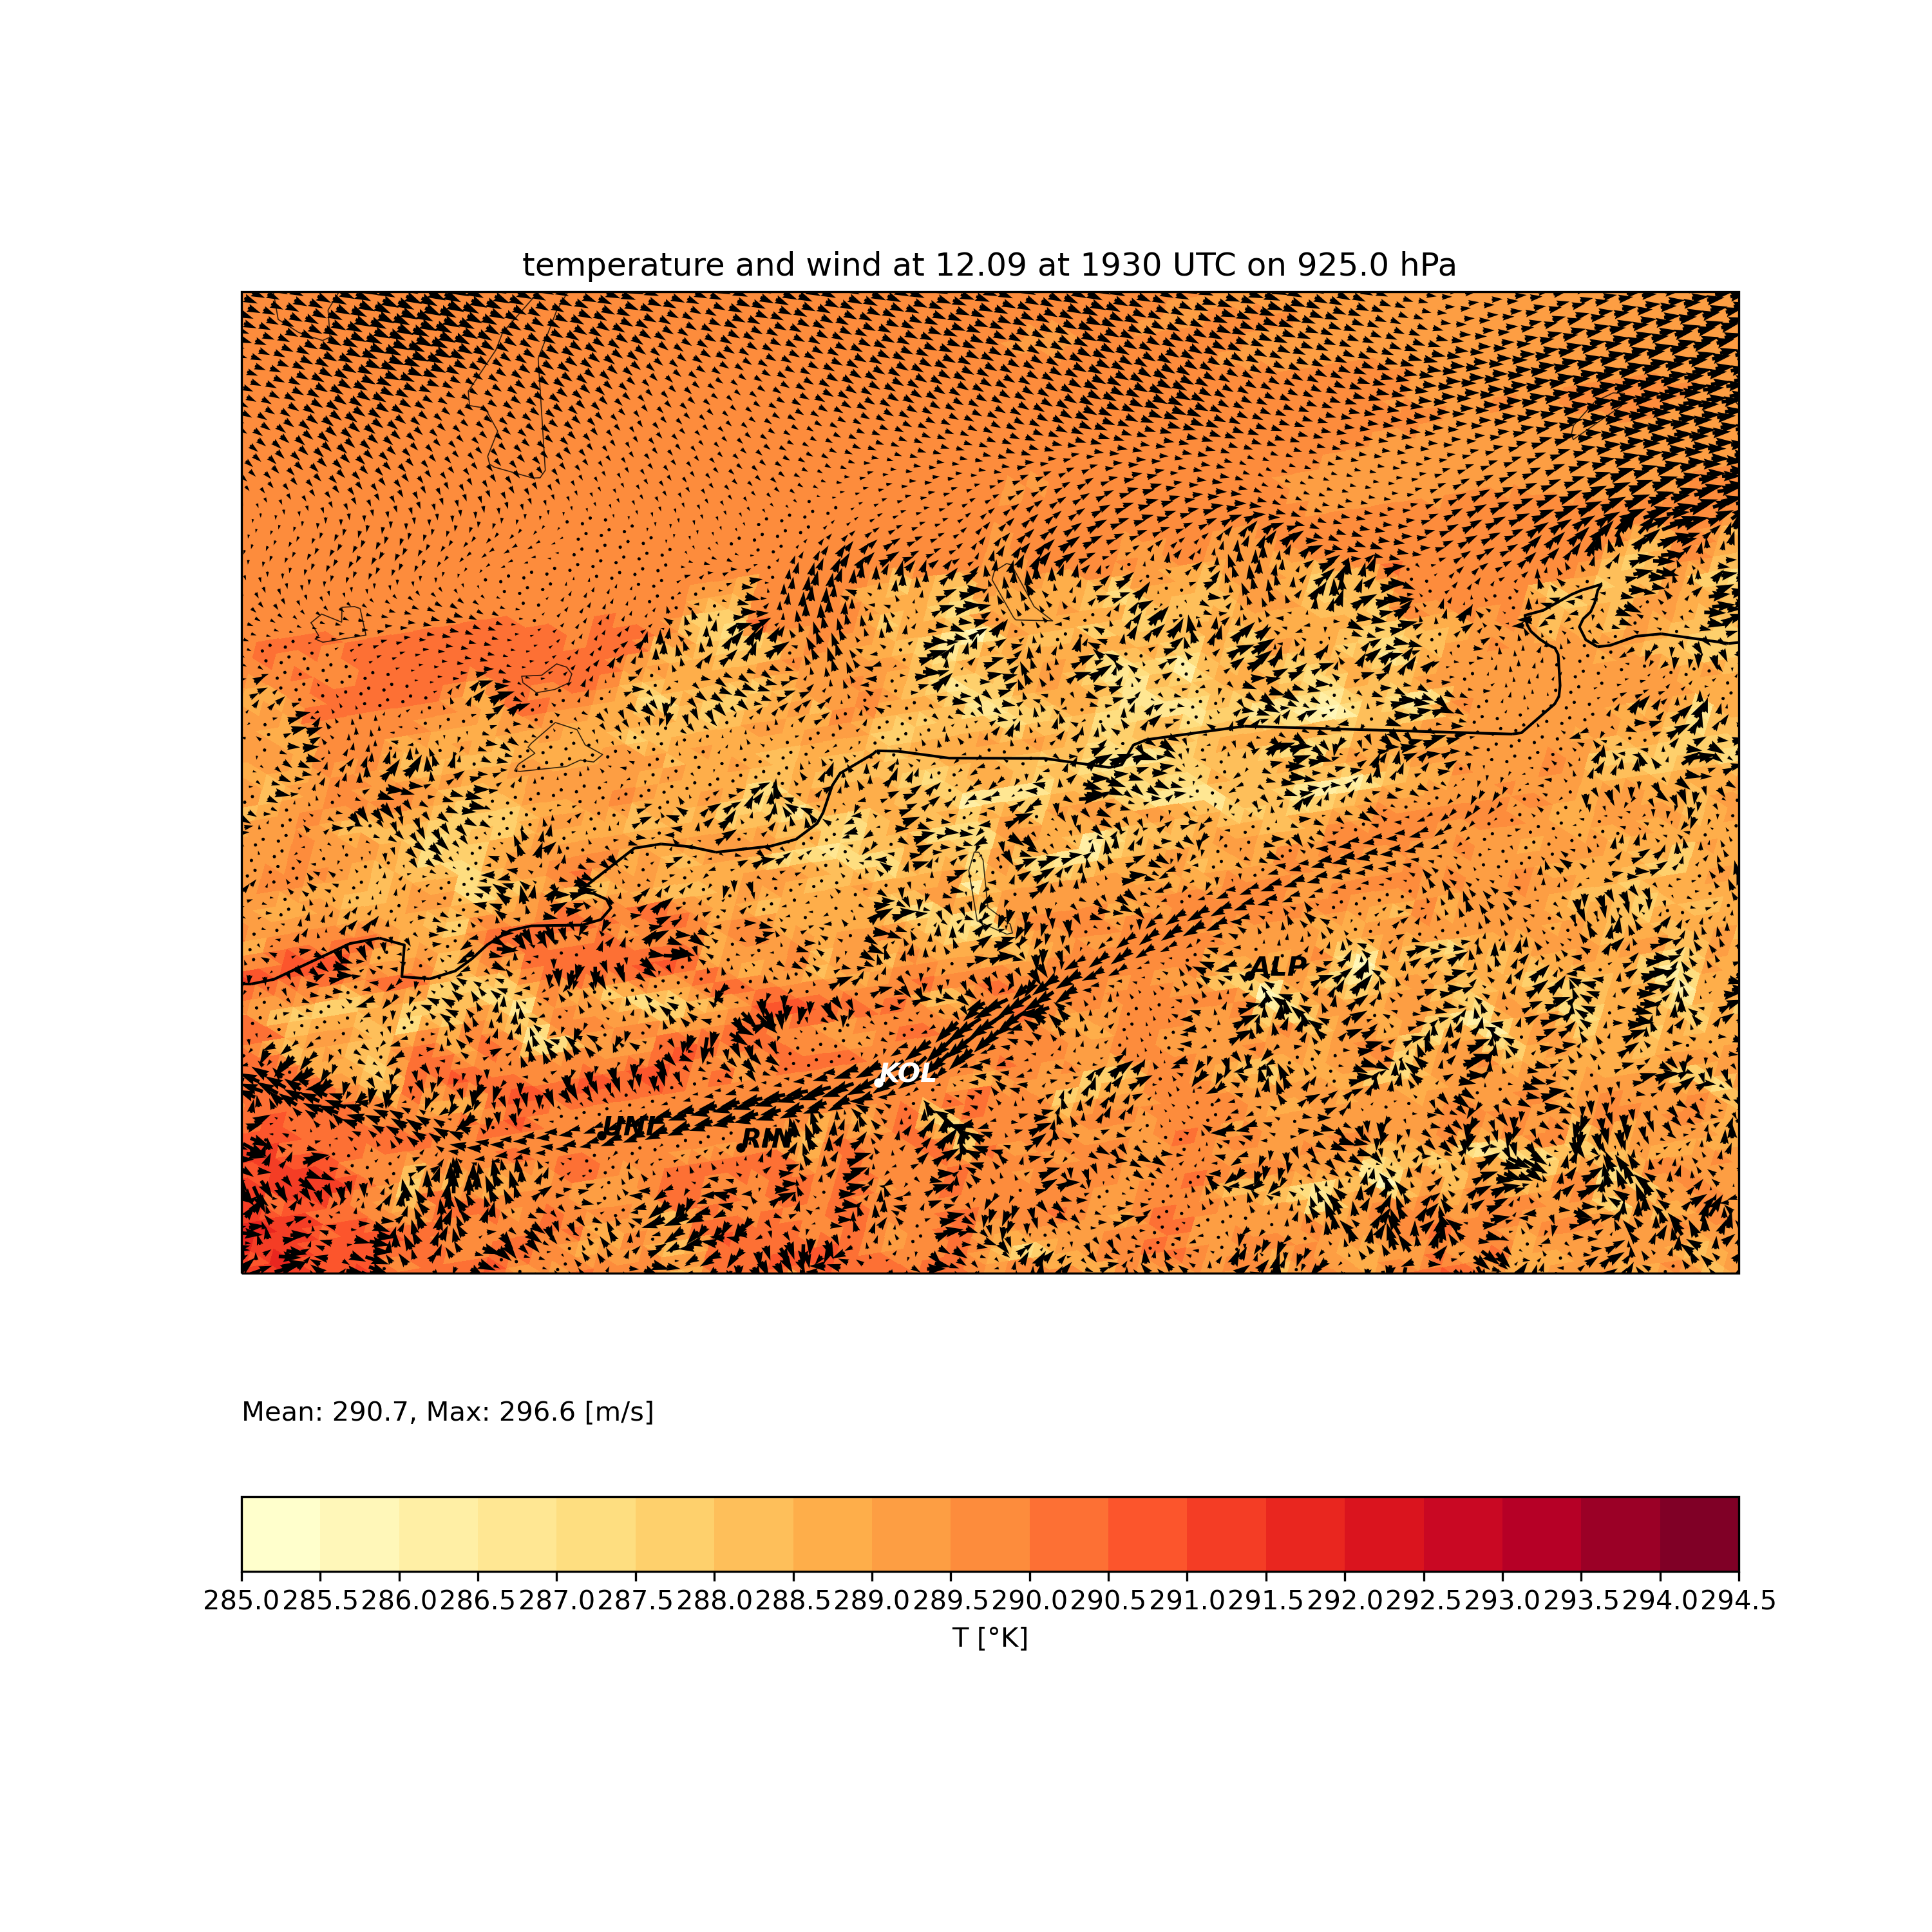 temperature and wind at 12.09 at 1930 UTC on 925.0 hPa
ALP
KOL
UNI
RIN
Mean: 290.7, Max: 296.6 [m/s]
285.0 285.5 286.0 286.5 287.0 287.5 288.0 288.5 289.0 289.5 290.0 290.5 291.0 291.5 292.0 292.5 293.0 293.5 294.0 294.5
T [°K]